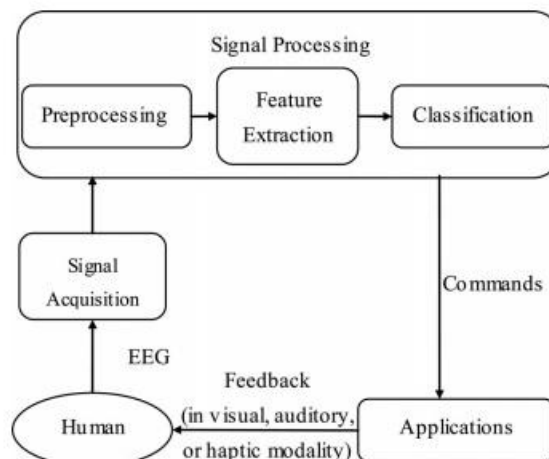 Signal Processing
Preprocessing
Feature
Extraction
Classification
Signal
Acquisition
Commands
EEG
Feedback
(in visual, auditory,
or haptic modality)
Human
Applications